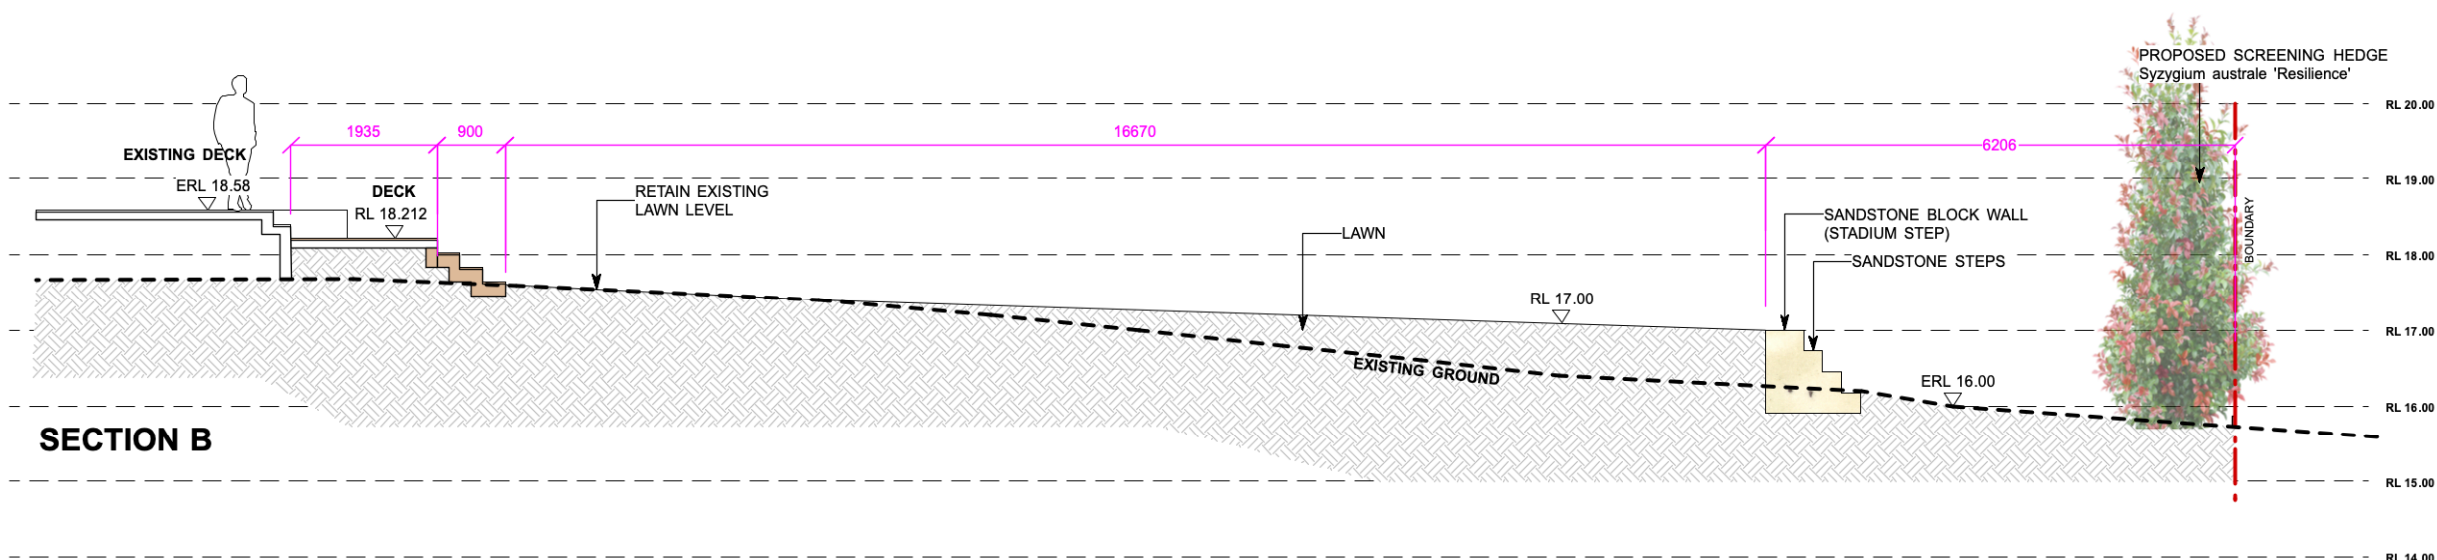 PROPOSED SCREENING HEDGE
Syzygium australe 'Resilience'
RL 20.00
1935
900
16670
6206
EXISTING DECK
ERL 18.58
DECK
RL 18.212
RETAIN EXISTING
LAWN LEVEL
RL 19.00
SANDSTONE BLOCK WALL
(STADIUM STEP)
LAWN
BOUNDARY
SANDSTONE STEPS
RL 18.00
RL 17.00
RL 17.00
EXISTING GROUND
ERL 16.00
RL 16.00
SECTION B
RL 15.00
RL 14.00